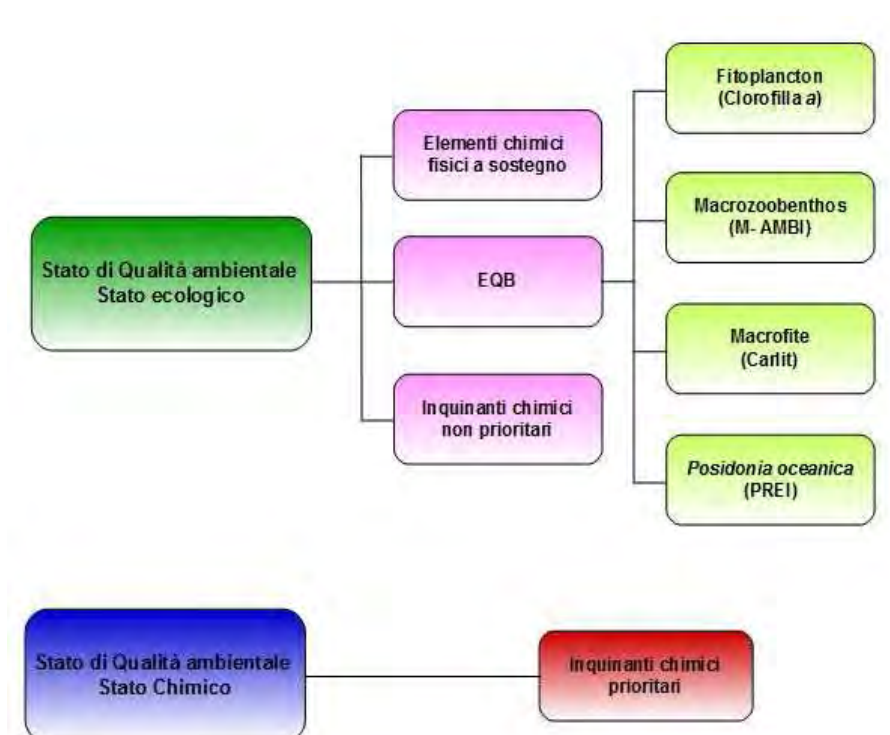 Fitoplancton
(Clorofilla a)
Elementi chimici
fisici a sostegno
Macrozoobenthos
(M- AMBI)
Stato di Qualità ambientale
Stato ecologico
EQB
Macrofite
(Carlit)
Inquinanti chimici
non prioritari
Posidonia oceanica
(PREI)
Stato di Qualità ambientale
Stato Chimico
Inquinanti chimici
prioritari